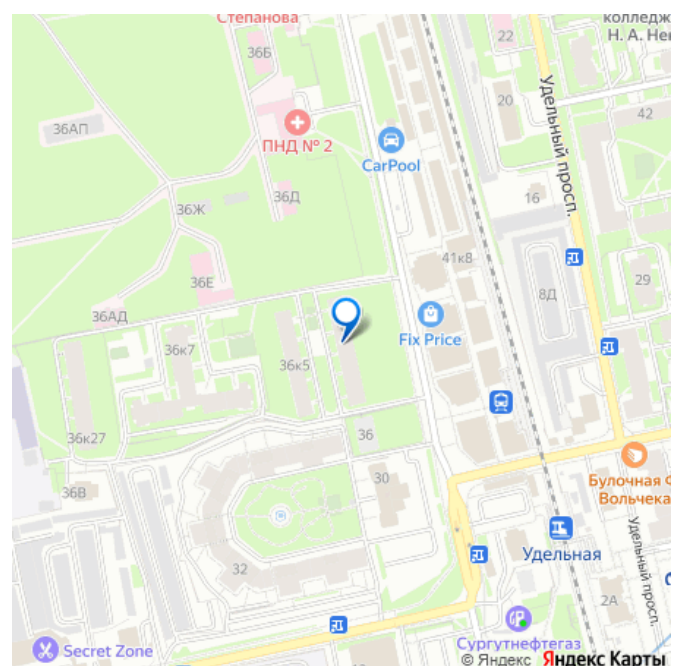 Степанова
колледж
Н. А. Нек
22
36Б
20
36АП
42
ПНД № 2
CarPool
Удельный просп.
36Д
16
36Ж
41к8
36Е
8Д
29
36АД
Fix Price
36к7
36к5
36к27
36
Булочная Ф
Вольчека
30
36В
Удельная
Удельный просп.
32
2А
Secret Zone
Сургутнефтегаз
© Яндекс Яндекс Карты